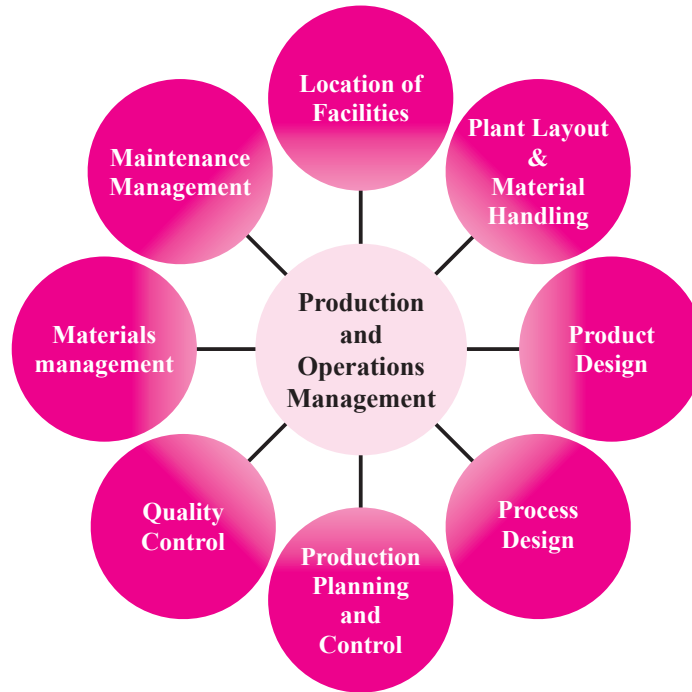 Location of
Facilities
Plant Layout
&
Material
Handling
Product
Design
Process
Design
Production
Planning
and
Control
Quality
Control
Materials
management
Maintenance
Management
Production
and
Operations
Management